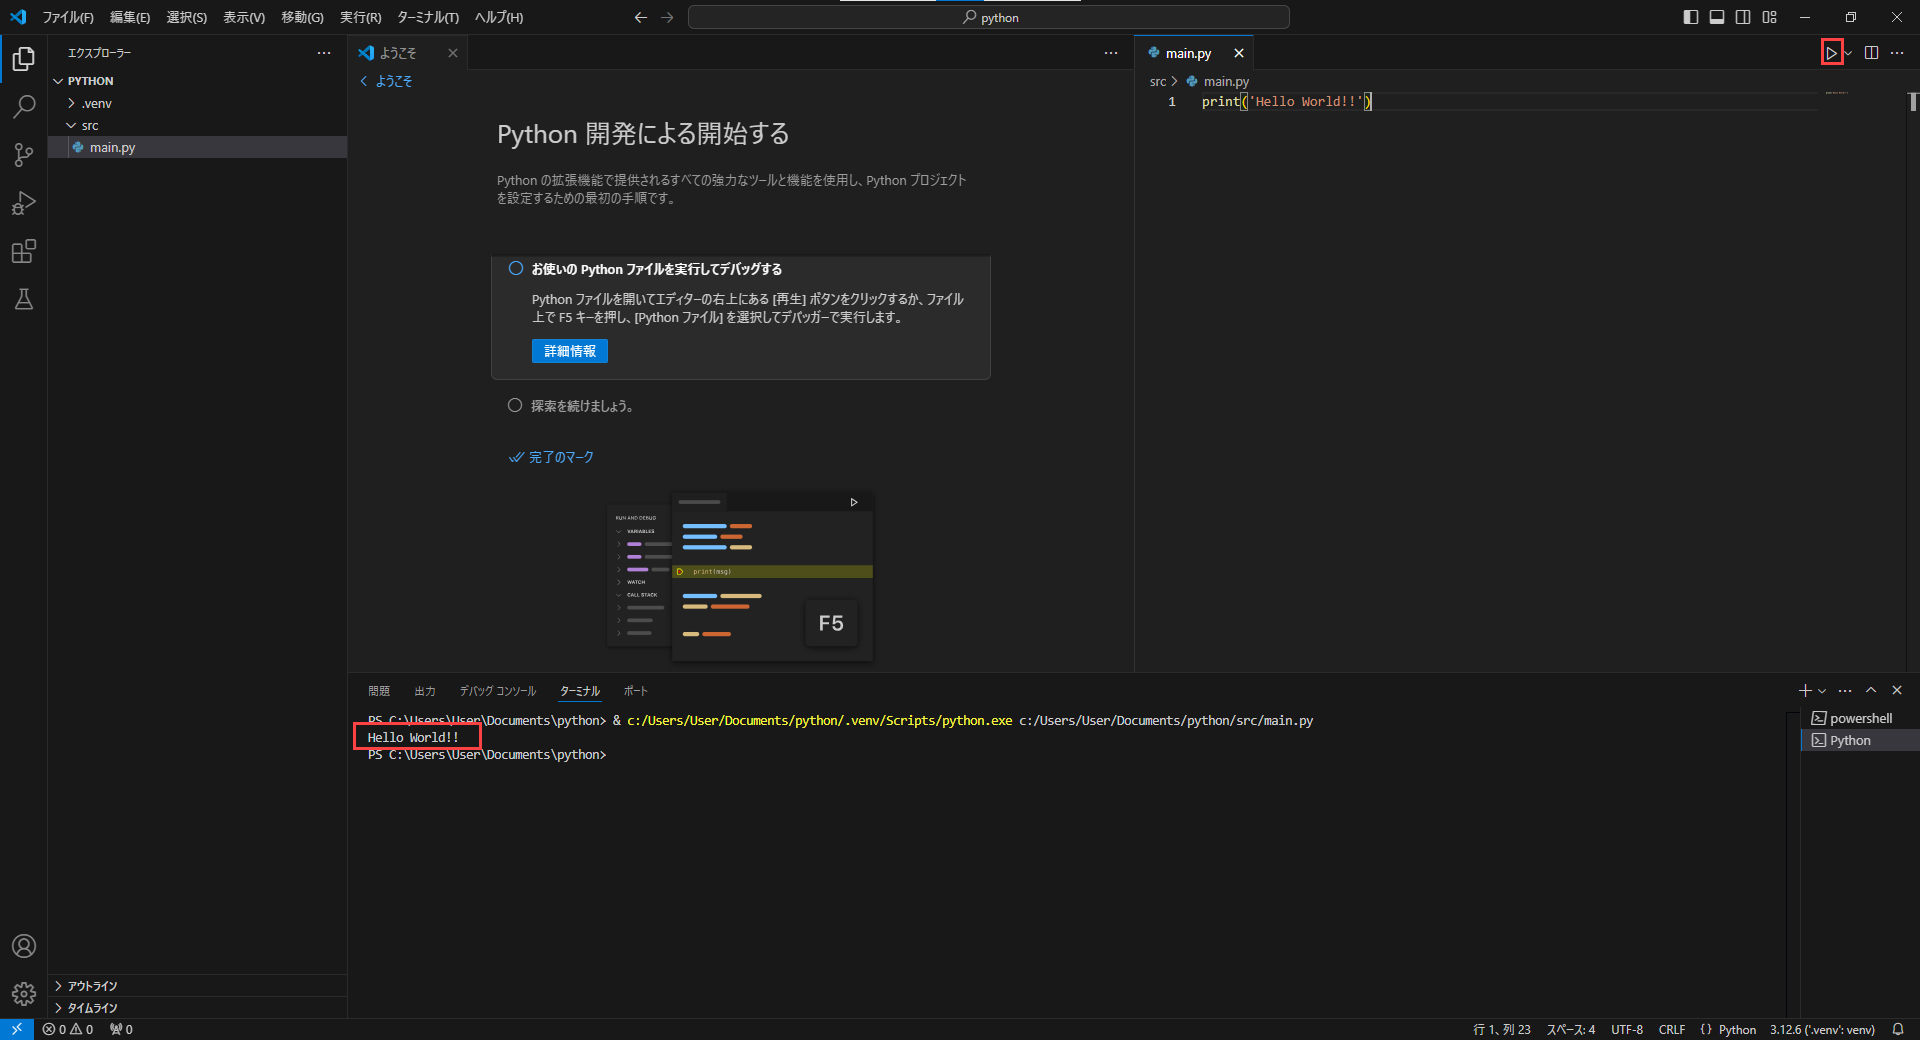 ファイル(F) 編集(E) 選択(S) 表示(V) 移動(G) 実行(R) ターミナル(T) ヘルプ(H)
python
エクスプローラー
PYTHON
.venv
src
main.py
アウトライン
タイムライン
ようこそ
ようこそ
Python 開発による開始する
Python の拡張機能で提供されるすべての強力なツールと機能を使用し、Python プロジェクト
を設定するための最初の手順です。
お使いの Python ファイルを実行してデバッグする
Python ファイルを開いてエディターの右上にある [再生] ボタンをクリックするか、ファイル
上で F5 キーを押し、[Python ファイル] を選択してデバッガーで実行します。
詳細情報
探索を続けましょう。
完了のマーク
RUN AND DEBUG
VARIABLES
WATCH
CALL STACK
print(msg)
F5
main.py
src > main.py
1 print('Hello World!!')
問題 出力 デバッグ コンソール ターミナル ポート
PS C:\Users\User\Documents\python> & c:/Users/User/Documents/python/.venv/Scripts/python.exe c:/Users/User/Documents/python/src/main.py
Hello World!!
PS C:\Users\User\Documents\python>
powershell
Python
0 0 0
行 1、列 23 スペース: 4 UTF-8 CRLF { } Python 3.12.6 ('.venv': venv)